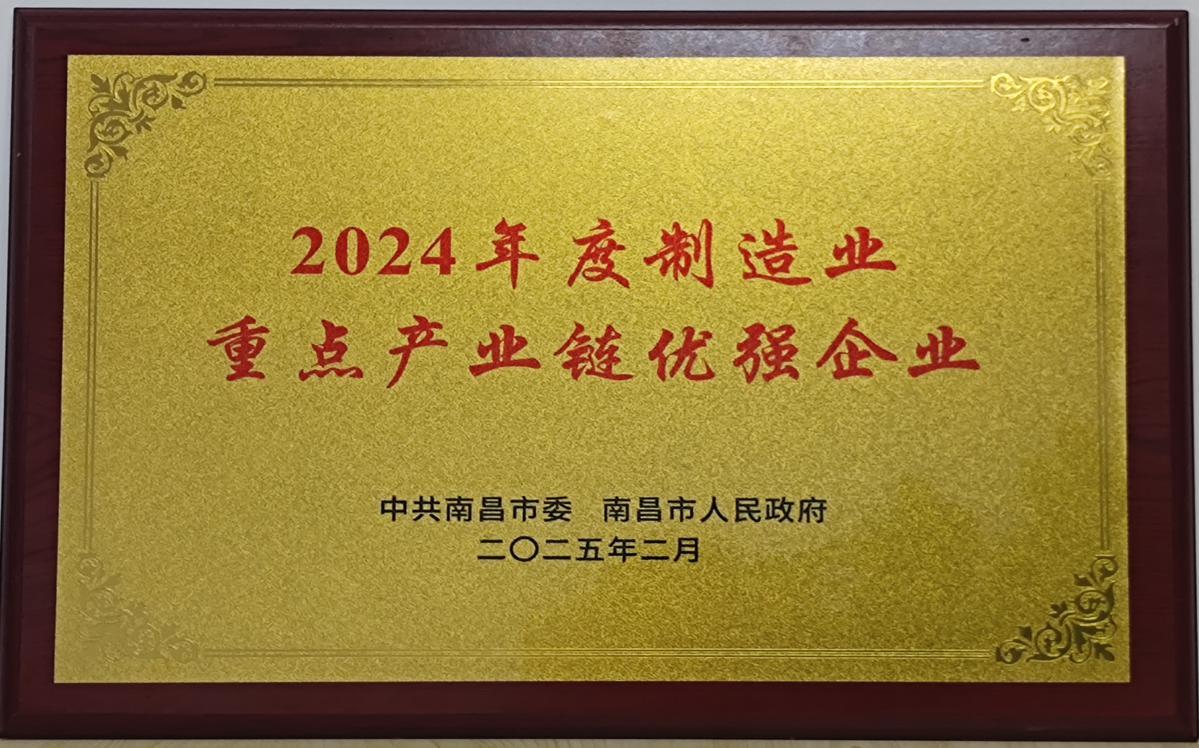 2024年度制造业
重点产业链优强企业
中共南昌市委 南昌市人民政府
二〇二五年二月